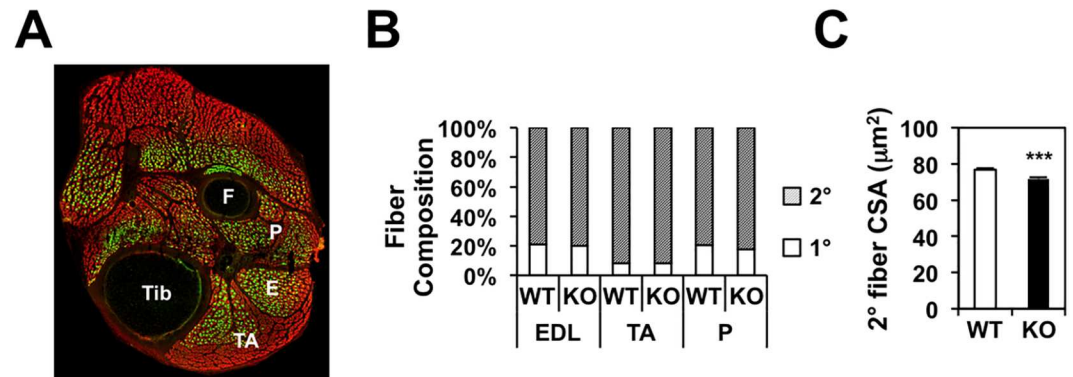 A
B
C
F
P
E
Tib
TA
Fiber
Composition
100%
80%
60%
40%
20%
0%
WT KO WT KO WT KO
EDL TA P
2°
1°
2° fiber CSA (μm²)
100
80
60
40
20
0
***
WT KO